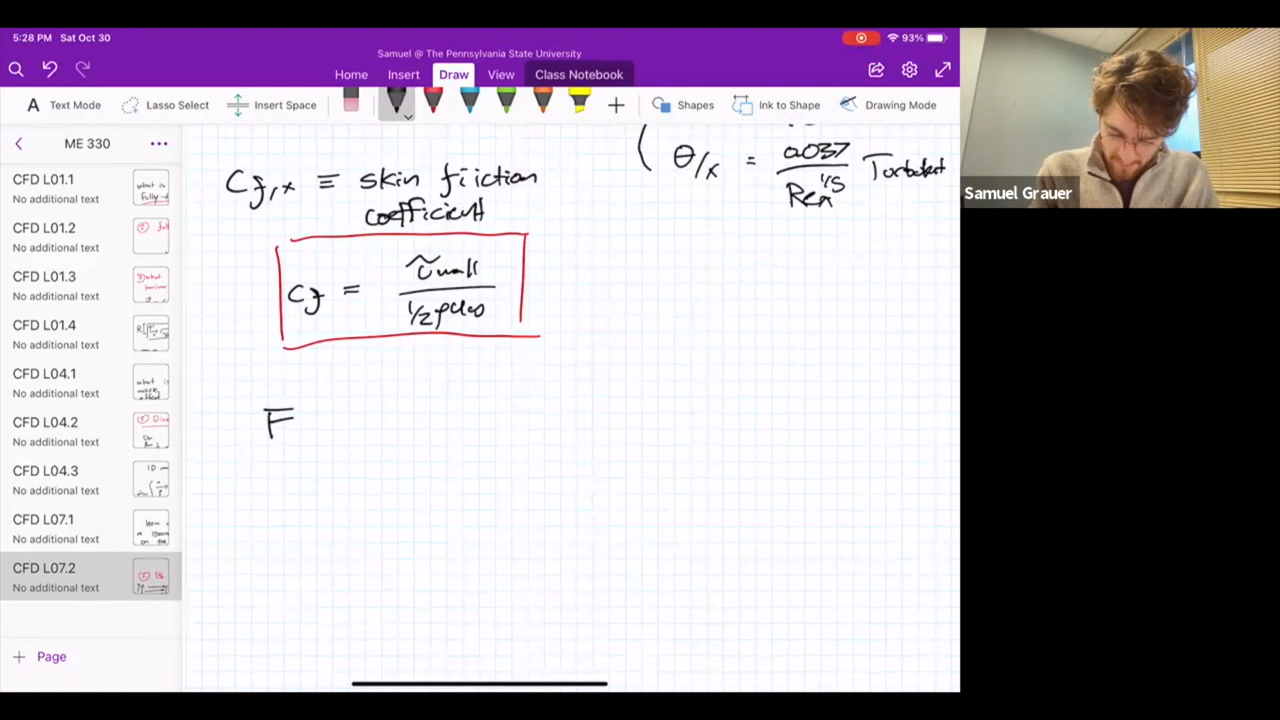 5:28 PM Sat Oct 30
93%
Samuel @ The Pennsylvania State University
Home Insert Draw View Class Notebook
A Text Mode Lasso Select Insert Space Shapes Ink to Shape Drawing Mode
ME 330
CFD L01.1
No additional text
CFD L01.2
No additional text
CFD L01.3
No additional text
CFD L01.4
No additional text
CFD L04.1
No additional text
CFD L04.2
No additional text
CFD L04.3
No additional text
CFD L07.1
No additional text
CFD L07.2
No additional text
+ Page
θ/x = 0.037 / Rex^1/5 Turbulent
Cf,x ≡ skin friction
coefficient
Cf = τwall
F
Samuel Grauer